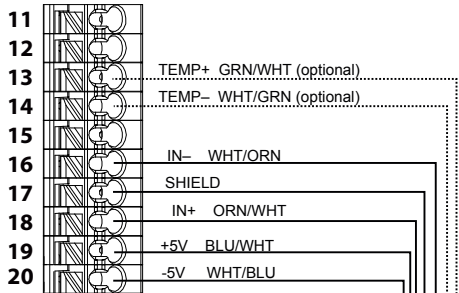 11
12
13 TEMP+ GRN/WHT (optional)
14 TEMP– WHT/GRN (optional)
15
16 IN– WHT/ORN
17 SHIELD
18 IN+ ORN/WHT
19 +5V BLU/WHT
20 -5V WHT/BLU